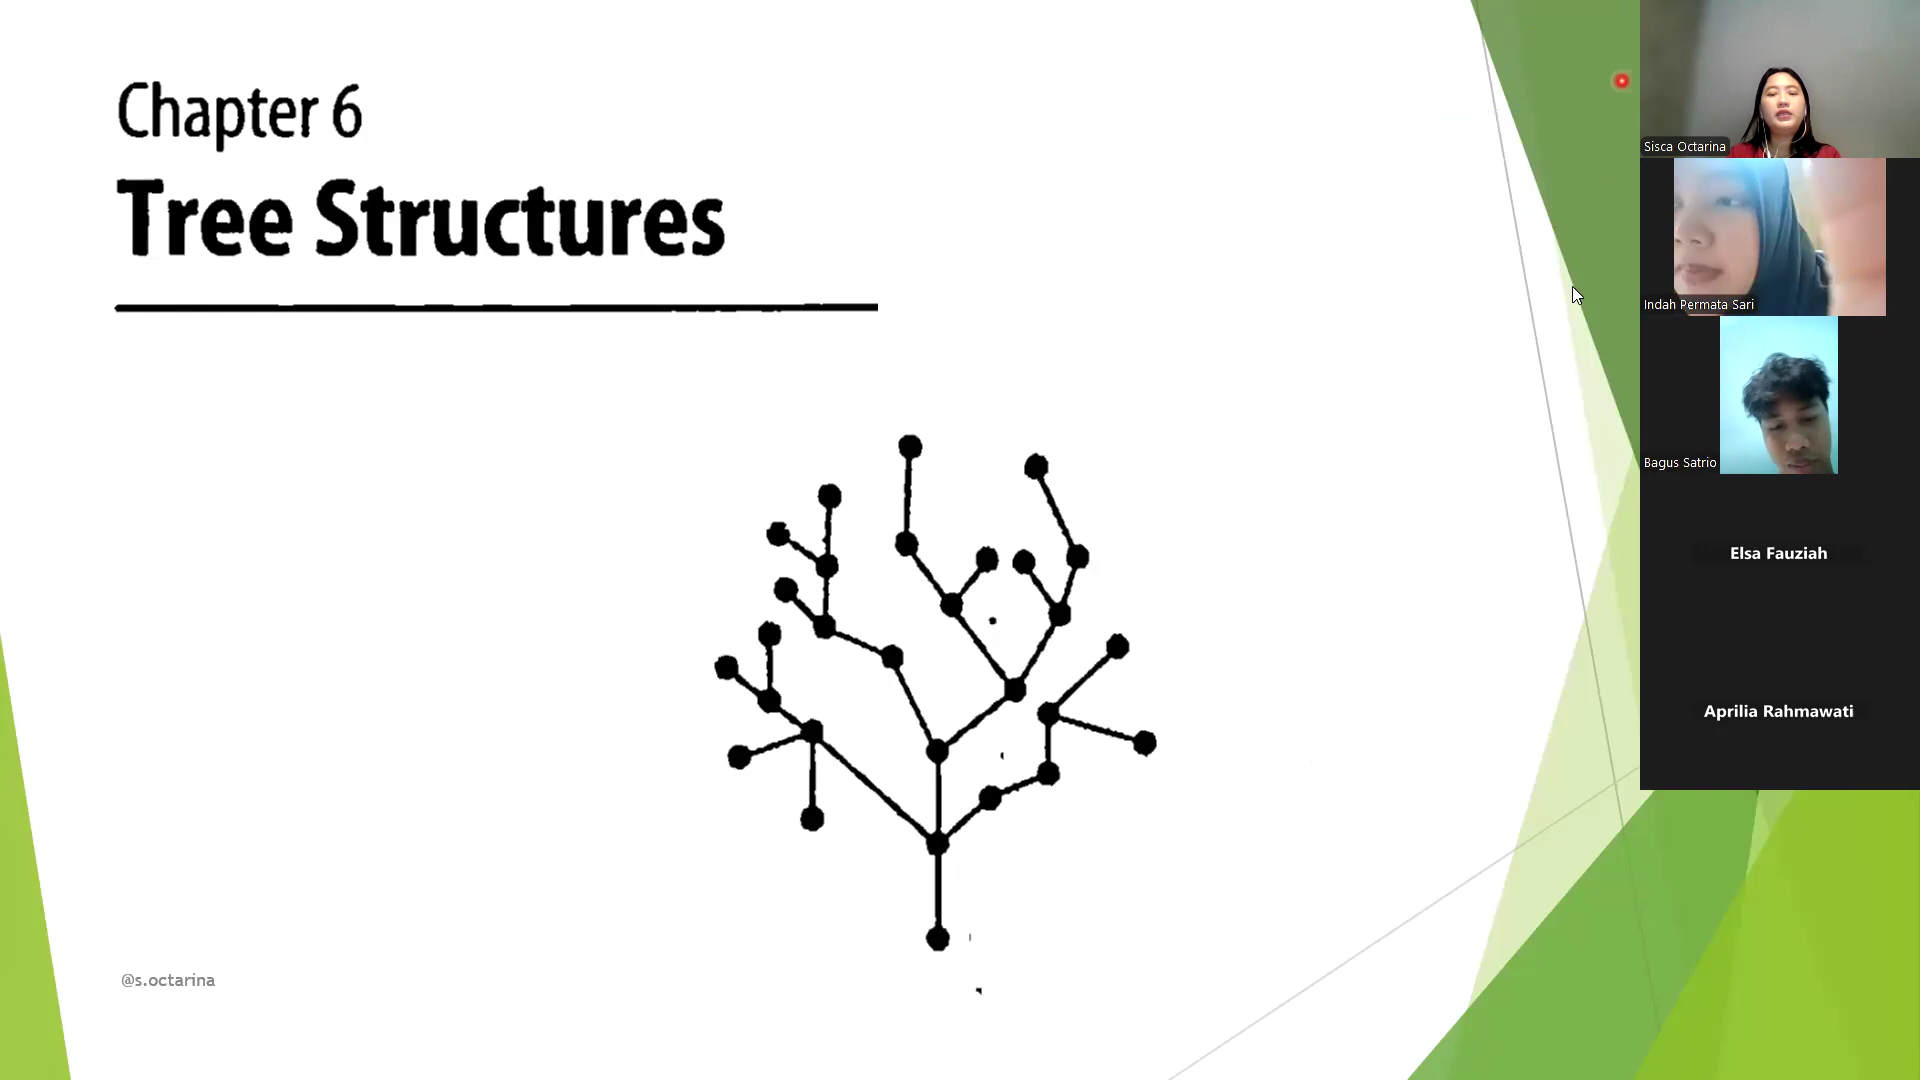 Chapter 6
Tree Structures
@s.octarina
Sisca Octarina
Indah Permata Sari
Bagus Satrio
Elsa Fauziah
Aprilia Rahmawati